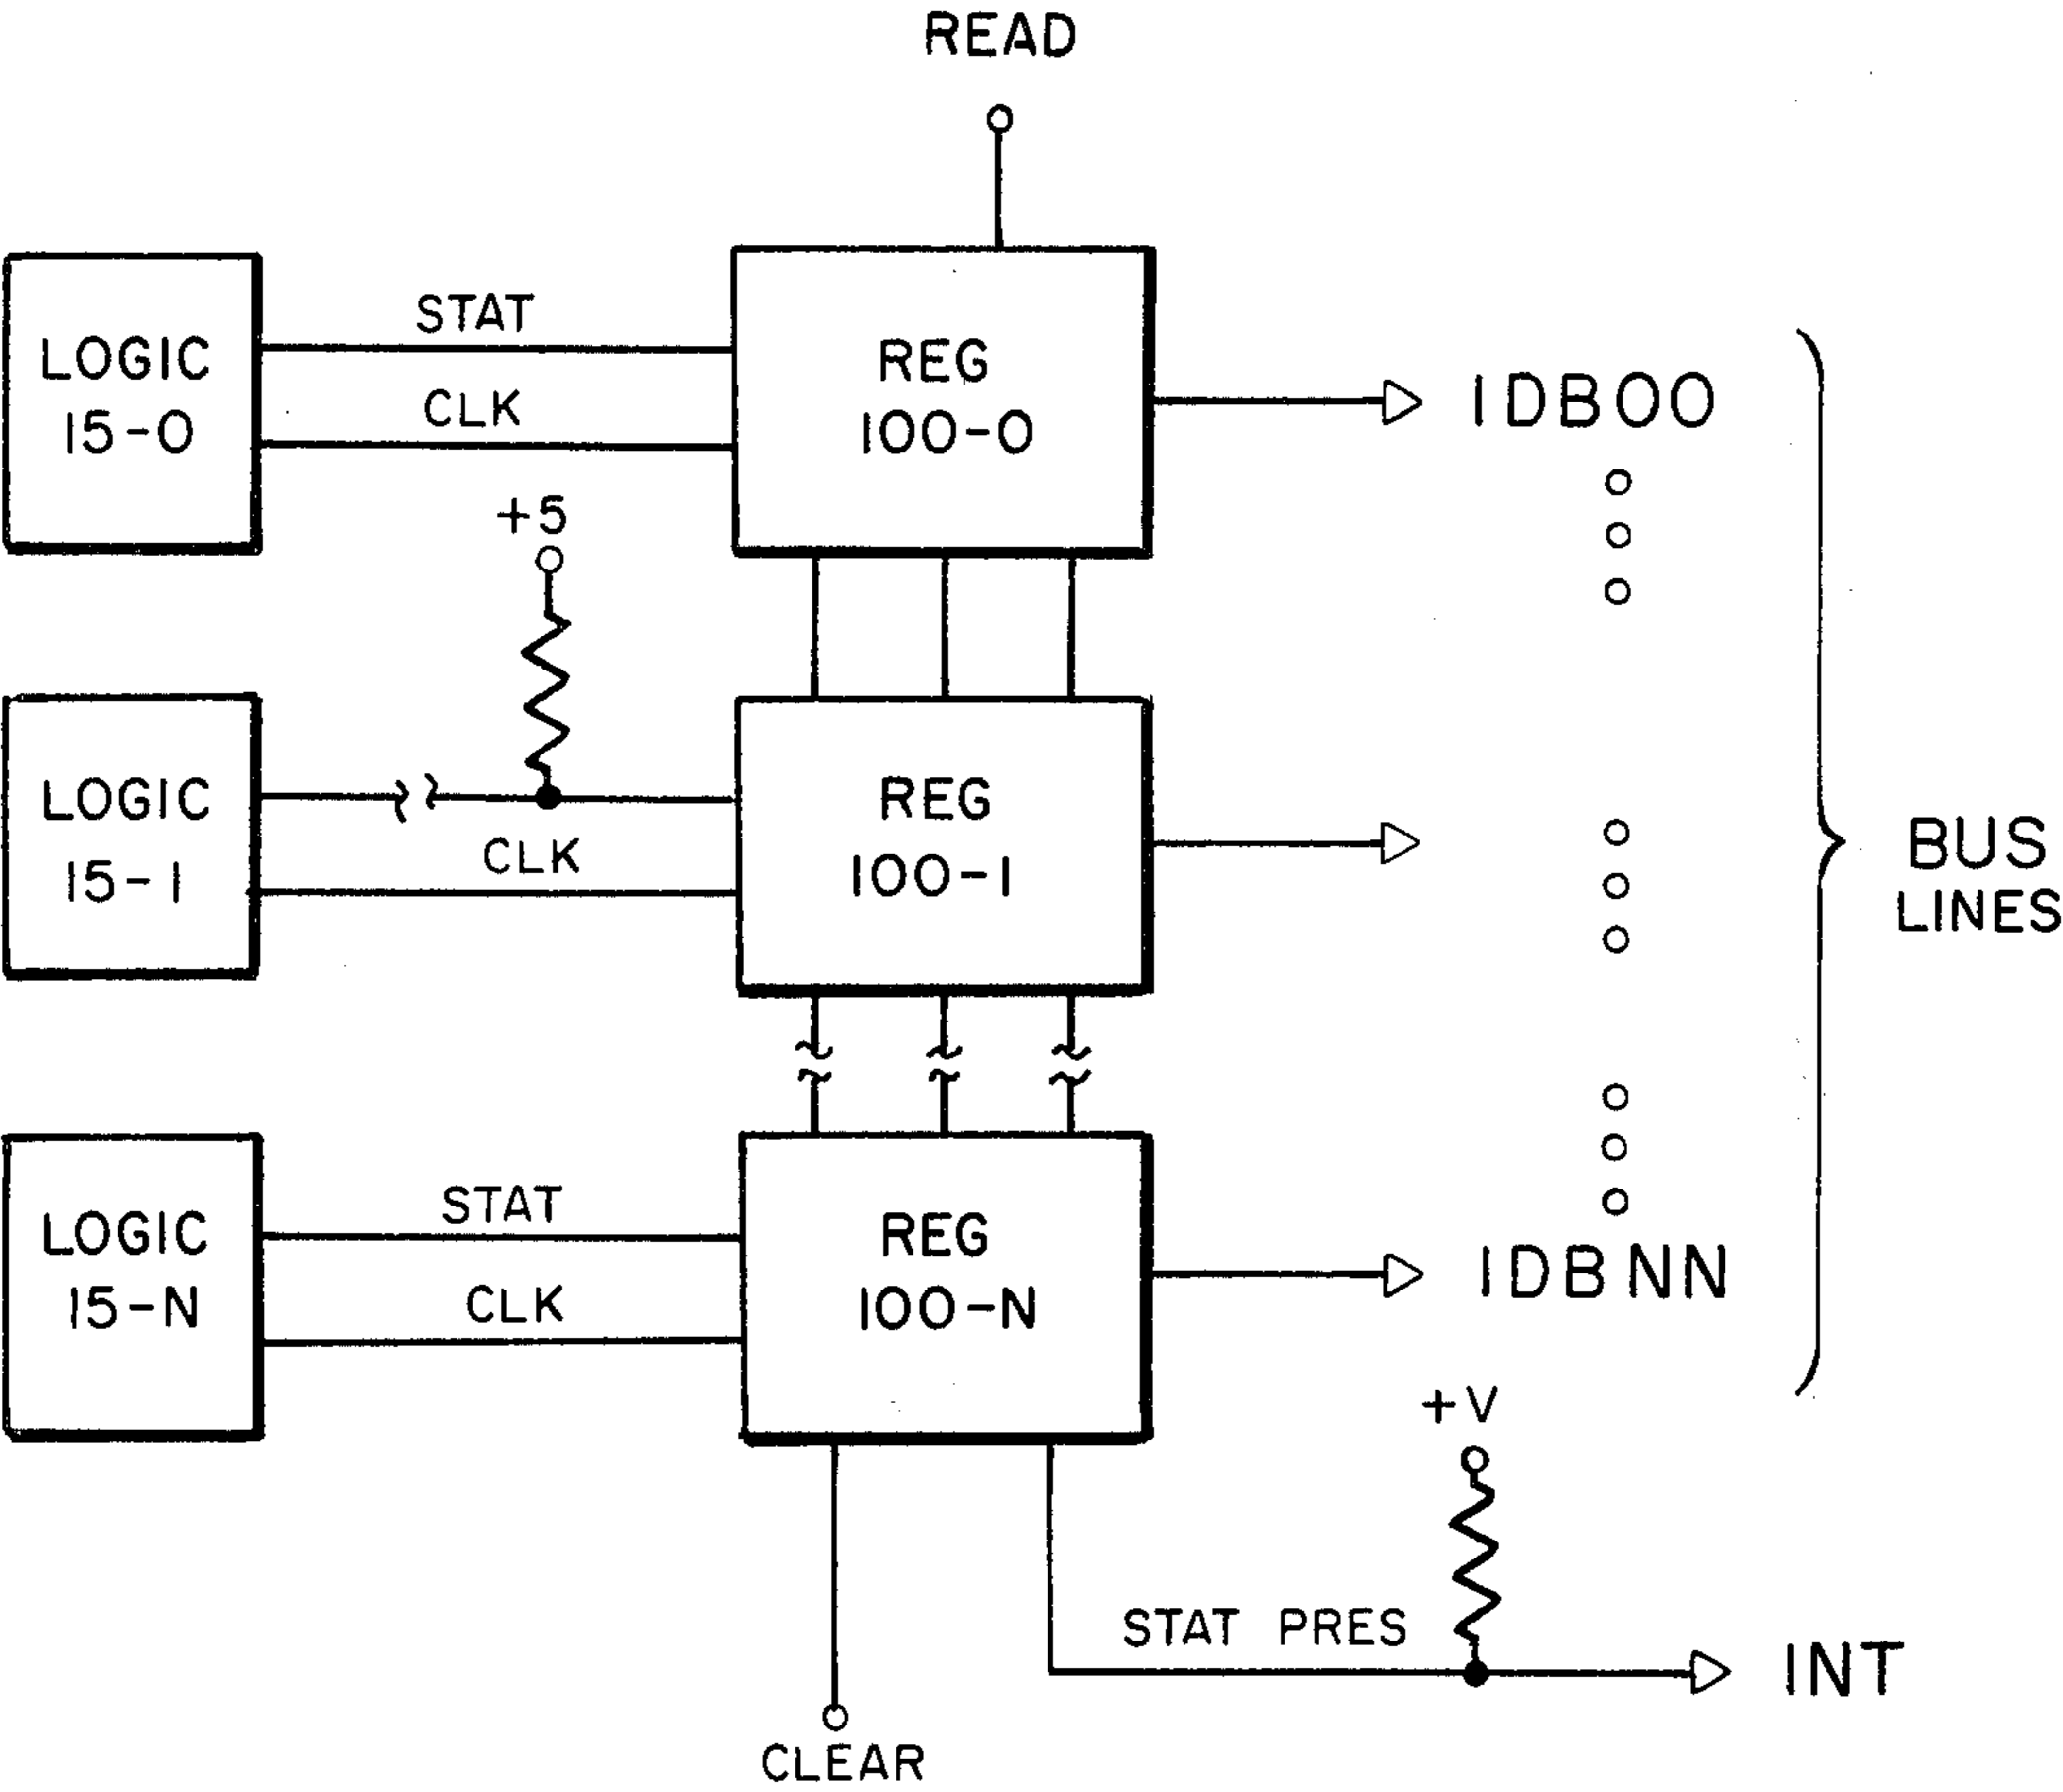 READ
STAT
LOGIC
15-0
CLK
REG
100-0
IDB00
+5
LOGIC
15-1
CLK
REG
100-1
BUS
LINES
STAT
LOGIC
15-N
CLK
REG
100-N
IDBNN
+V
STAT PRES
INT
CLEAR